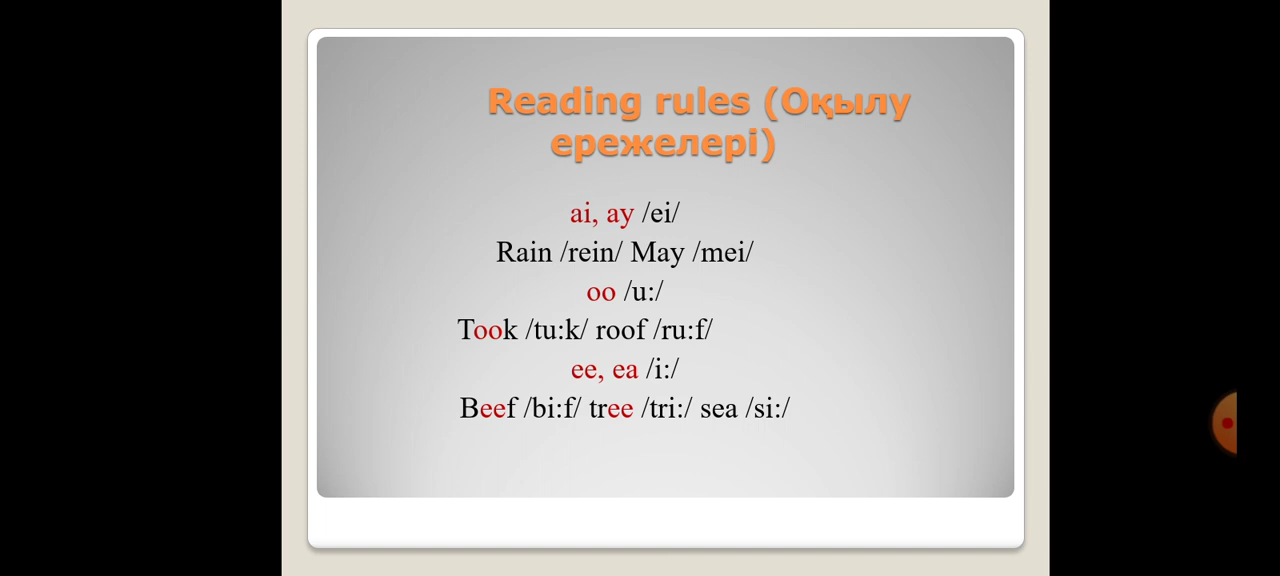 Reading rules (Оқылу
ережелері)
ai, ay /ei/
Rain /rein/ May /mei/
oo /u:/
Took /tu:k/ roof /ru:f/
ee, ea /i:/
Beef /bi:f/ tree /tri:/ sea /si:/